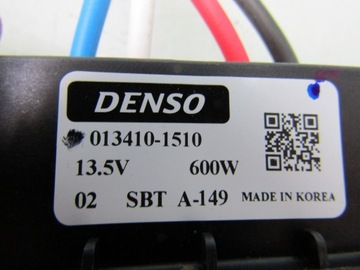 DENSO
013410-1510
13.5V 600W
02 SBT A-149 MADE IN KOREA